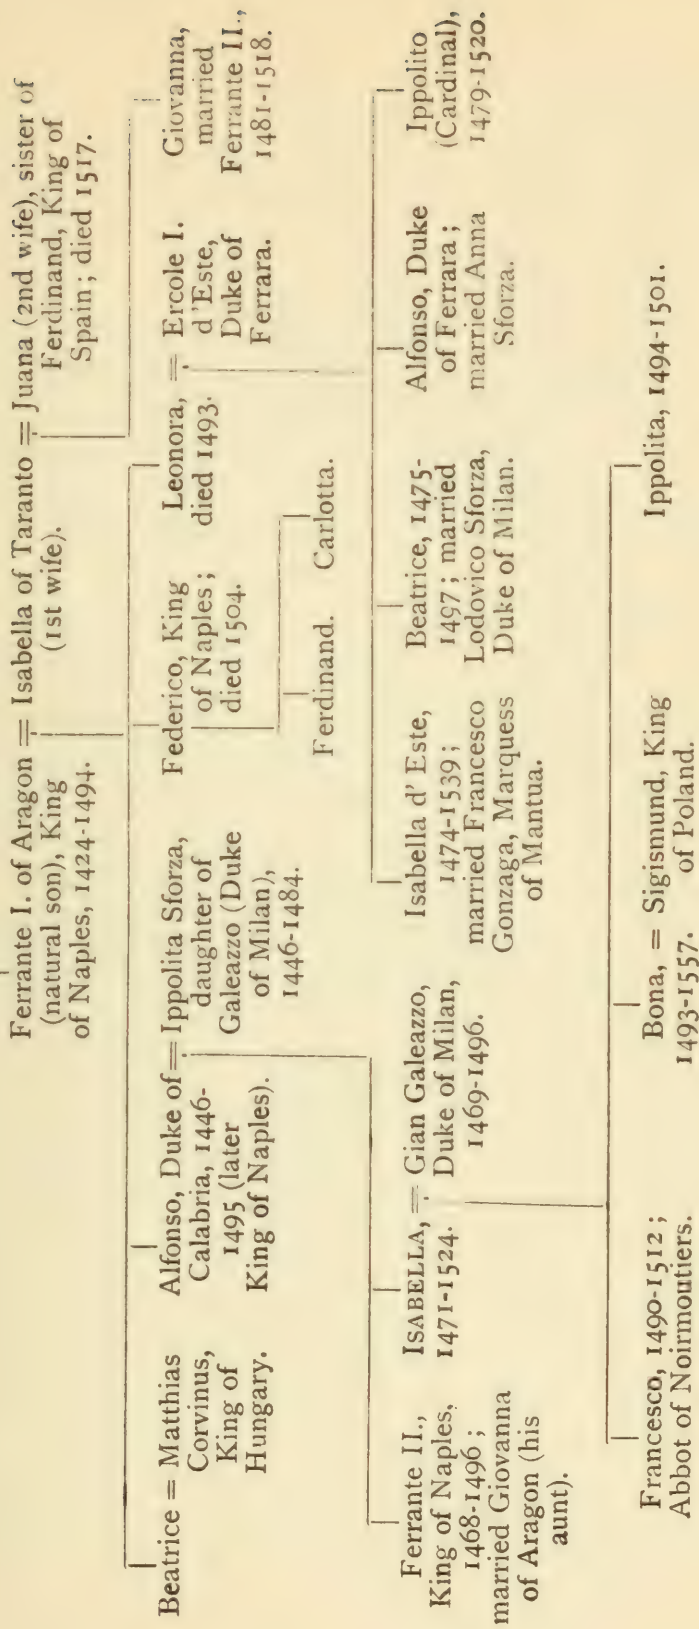 Ferrante I. of Aragon = Isabella of Taranto = Juana (2nd wife), sister of
(natural son), King
of Naples, 1424-1494.
(1st wife).
Ferdinand, King of
Spain; died 1517.
Beatrice = Matthias
Corvinus,
King of
Hungary.
Alfonso, Duke of
Calabria, 1446-
1495 (later
King of Naples).
= Ippolita Sforza,
daughter of
Galeazzo (Duke
of Milan),
1446-1484.
Federico, King
of Naples;
died 1504.
Leonora,
died 1493.
= Ercole I.
d'Este,
Duke of
Ferrara.
Giovanna,
married
Ferrante II.,
1481-1518.
Ferdinand.
Carlotta.
Ferrante II.,
King of Naples,
1468-1496;
married Giovanna
of Aragon (his
aunt).
ISABELLA,
1471-1524.
= Gian Galeazzo,
Duke of Milan,
1469-1496.
Isabella d'Este,
1474-1539;
married Francesco
Gonzaga, Marquess
of Mantua.
Beatrice, 1475-
1497; married
Lodovico Sforza,
Duke of Milan.
Alfonso, Duke
of Ferrara;
married Anna
Sforza.
Ippolito
(Cardinal),
1479-1520.
Francesco, 1490-1512;
Abbot of Noirmoutiers.
Bona,
1493-1557.
= Sigismund, King
of Poland.
Ippolita, 1494-1501.